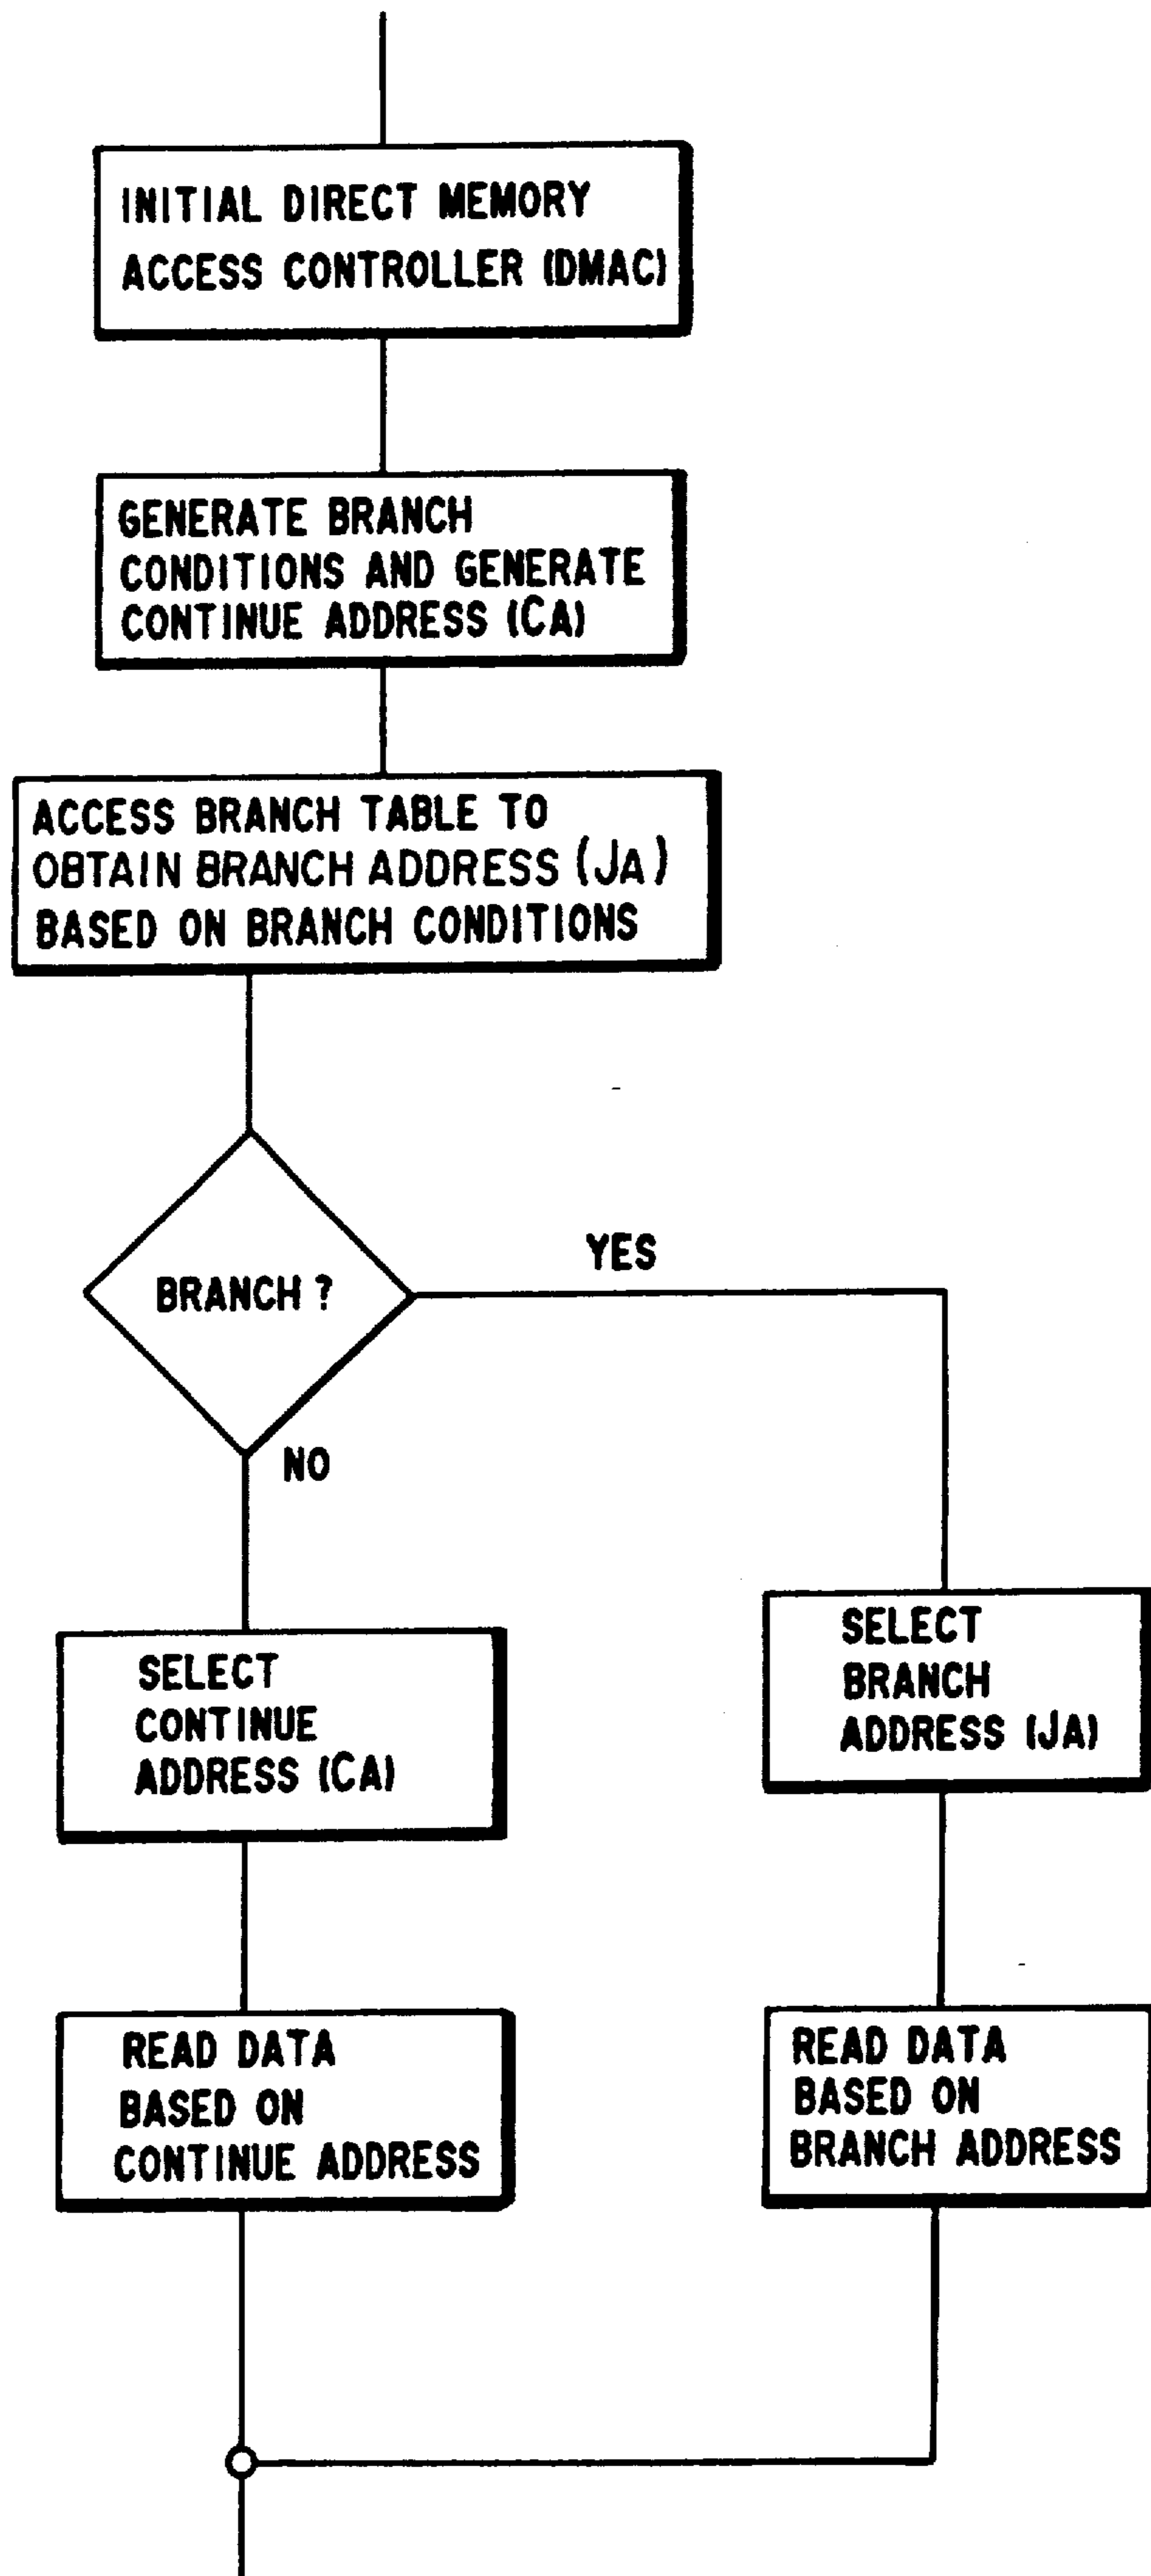 INITIAL DIRECT MEMORY
ACCESS CONTROLLER (DMAC)
GENERATE BRANCH
CONDITIONS AND GENERATE
CONTINUE ADDRESS (CA)
ACCESS BRANCH TABLE TO
OBTAIN BRANCH ADDRESS (JA)
BASED ON BRANCH CONDITIONS
BRANCH ?
YES
NO
SELECT
CONTINUE
ADDRESS (CA)
SELECT
BRANCH
ADDRESS (JA)
READ DATA
BASED ON
CONTINUE ADDRESS
READ DATA
BASED ON
BRANCH ADDRESS